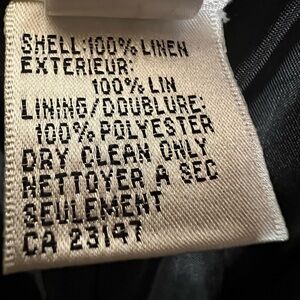 SHELL:100% LINEN
EXTERIEUR:
100% LIN
LINING/DOUBLURE:
100% POLYESTER
DRY CLEAN ONLY
NETTOYER A SEC
SEULEMENT
CA 23147